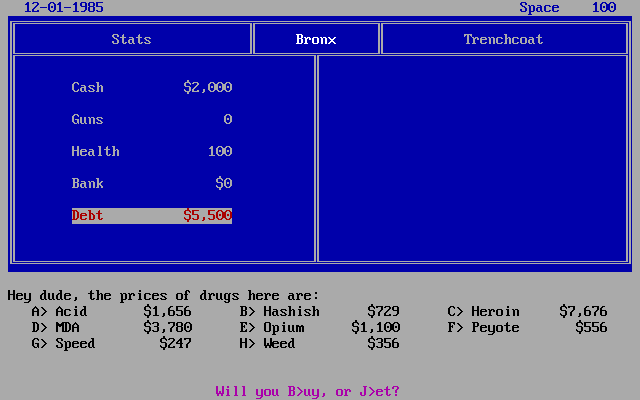 12-01-1985 Space 100
Stats Bronx Trenchcoat
Cash $2,000
Guns 0
Health 100
Bank $0
Debt $5,500
Hey dude, the prices of drugs here are:
A> Acid $1,656 B> Hashish $729 C> Heroin $7,676
D> MDA $3,780 E> Opium $1,100 F> Peyote $556
G> Speed $247 H> Weed $356
Will you B>uy, or J>et?